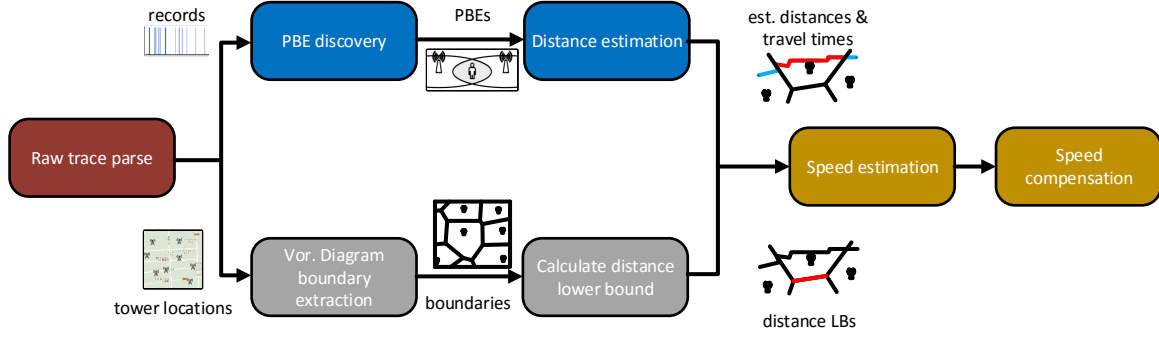 records
PBE discovery
PBEs
Distance estimation
est. distances &
travel times
Raw trace parse
Speed estimation
Speed
compensation
tower locations
Vor. Diagram
boundary
extraction
boundaries
Calculate distance
lower bound
distance LBs